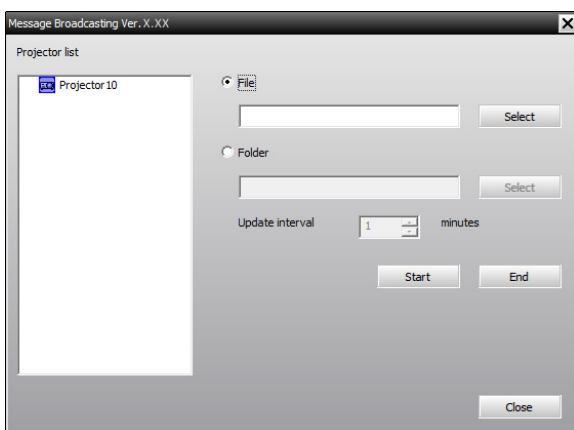 Message Broadcasting Ver. X.XX
Projector list
Projector10
File
Select
Folder
Select
Update interval 1 minutes
Start End
Close